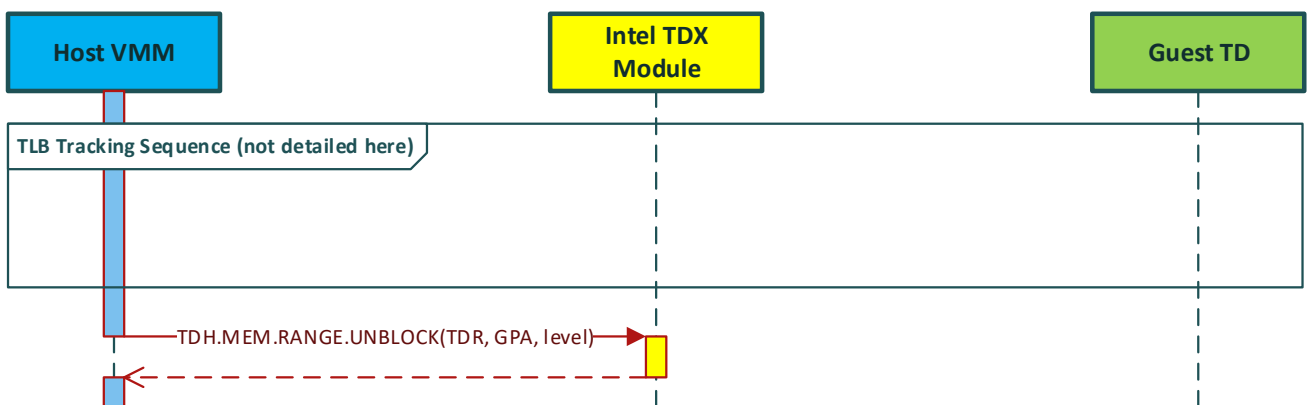 Host VMM
Intel TDX
Module
Guest TD
TLB Tracking Sequence (not detailed here)
TDH.MEM.RANGE.UNBLOCK(TDR, GPA, level)